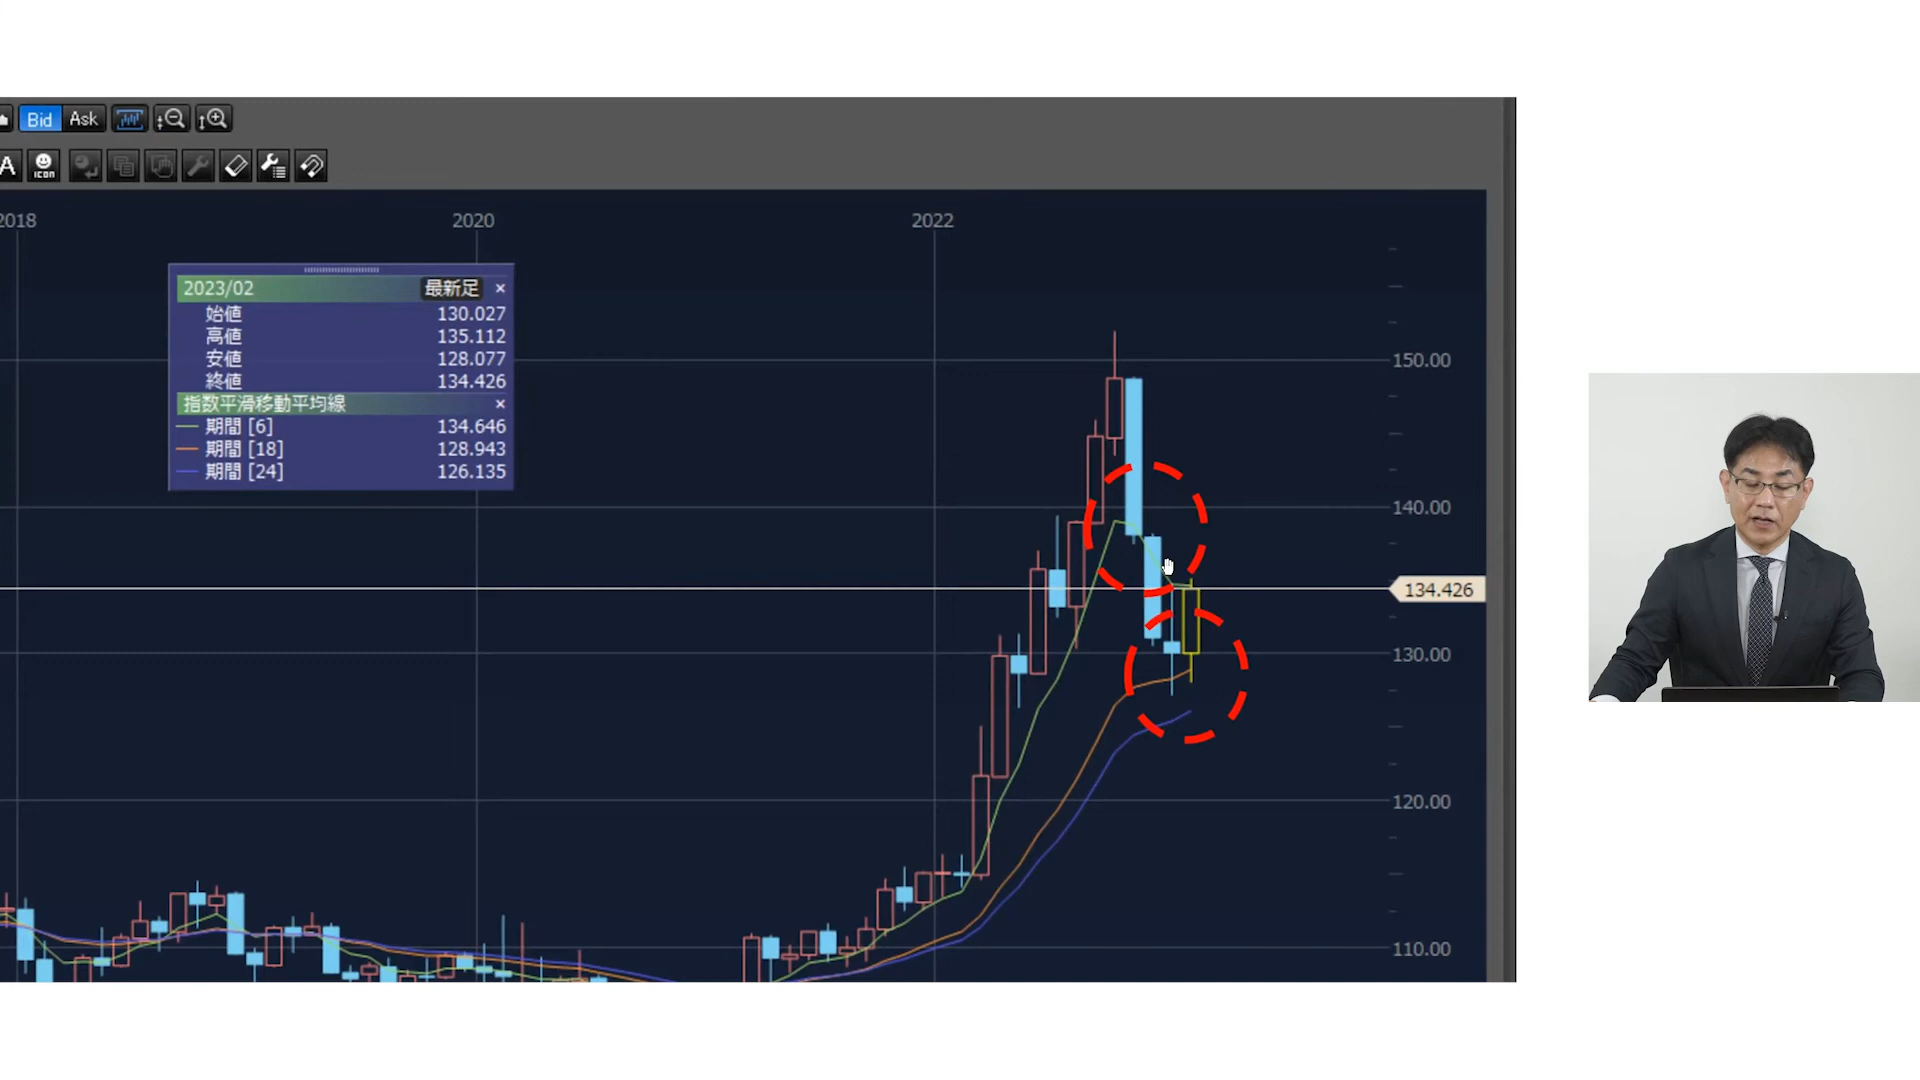 Bid Ask
A ICON
2018 2020 2022
2023/02 最新足 ×
始値 130.027
高値 135.112
安値 128.077
終値 134.426
指数平滑移動平均線 ×
期間 [6] 134.646
期間 [18] 128.943
期間 [24] 126.135
150.00
140.00
134.426
130.00
120.00
110.00